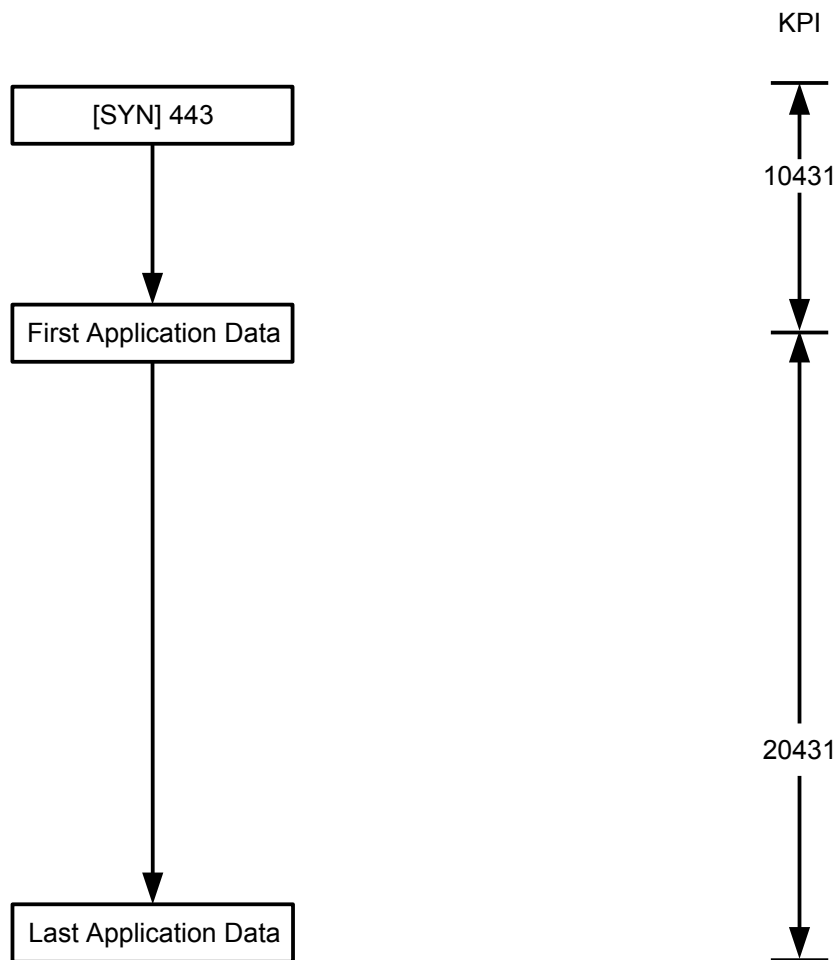 KPI
[SYN] 443
10431
First Application Data
20431
Last Application Data